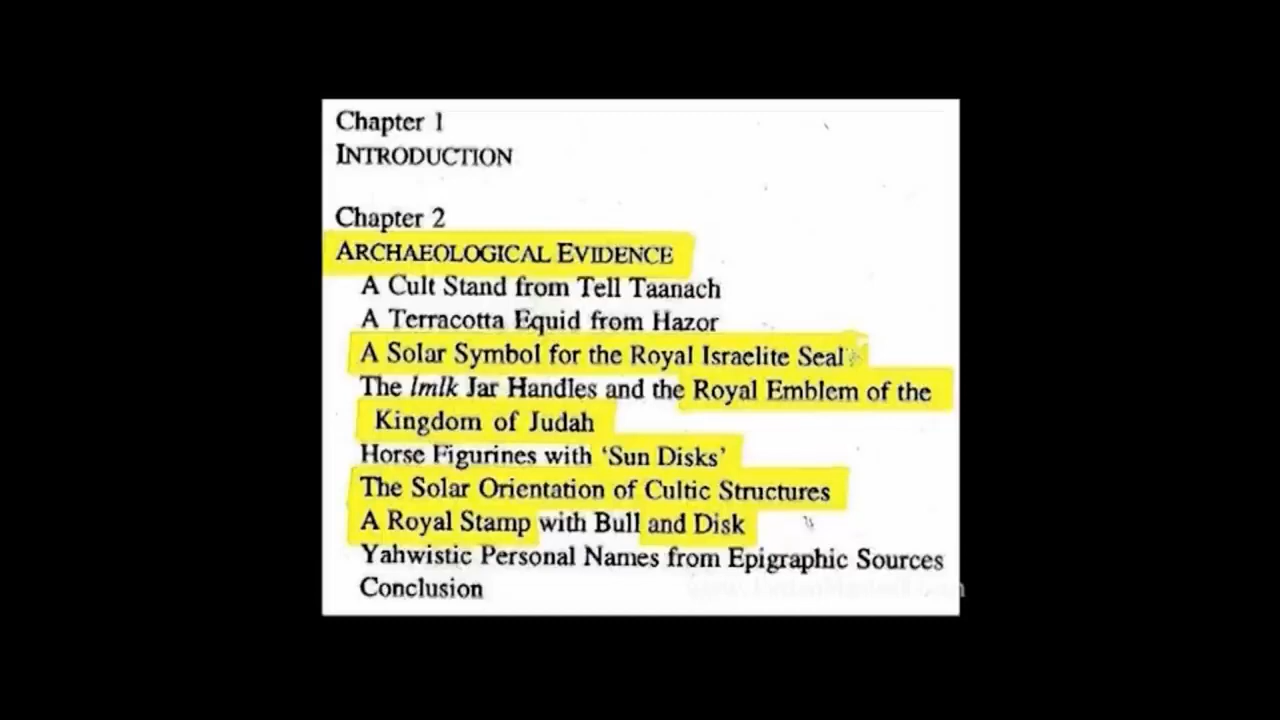 Chapter 1
INTRODUCTION
Chapter 2
ARCHAEOLOGICAL EVIDENCE
A Cult Stand from Tell Taanach
A Terracotta Equid from Hazor
A Solar Symbol for the Royal Israelite Seal
The lmlk Jar Handles and the Royal Emblem of the
Kingdom of Judah
Horse Figurines with ‘Sun Disks’
The Solar Orientation of Cultic Structures
A Royal Stamp with Bull and Disk
Yahwistic Personal Names from Epigraphic Sources
Conclusion